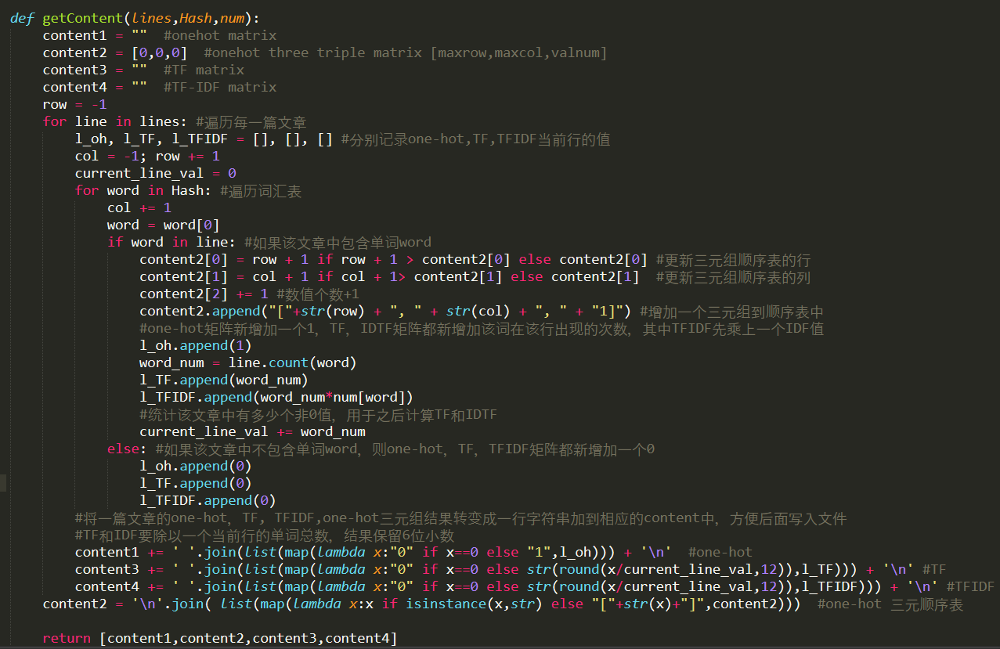 def getContent(lines,Hash,num):
    content1 = ""  #onehot matrix
    content2 = [0,0,0]  #onehot three triple matrix [maxrow,maxcol,valnum]
    content3 = ""  #TF matrix
    content4 = ""  #TF-IDF matrix
    row = -1
    for line in lines: #遍历每一篇文章
        l_oh, l_TF, l_TFIDF = [], [], [] #分别记录one-hot,TF,TFIDF当前行的值
        col = -1; row += 1
        current_line_val = 0
        for word in Hash: #遍历词汇表
            col += 1
            word = word[0]
            if word in line: #如果该文章中包含单词word
                content2[0] = row + 1 if row + 1 > content2[0] else content2[0] #更新三元组顺序表的行
                content2[1] = col + 1 if col + 1> content2[1] else content2[1]  #更新三元组顺序表的列
                content2[2] += 1 #数值个数+1
                content2.append("["+str(row) + ", " + str(col) + ", " + "1]") #增加一个三元组到顺序表中
                #one-hot矩阵新增加一个1, TF, IDTF矩阵都新增加该词在该行出现的次数, 其中TFIDF先乘上一个IDF值
                l_oh.append(1)
                word_num = line.count(word)
                l_TF.append(word_num)
                l_TFIDF.append(word_num*num[word])
                #统计该文章中有多少个非0值, 用于之后计算TF和IDTF
                current_line_val += word_num
            else: #如果该文章中不包含单词word, 则one-hot, TF, TFIDF矩阵都新增加一个0
                l_oh.append(0)
                l_TF.append(0)
                l_TFIDF.append(0)
        #将一篇文章的one-hot, TF, TFIDF,one-hot三元组结果转变成一行字符串加到相应的content中, 方便后面写入文件
        #TF和IDF要除以一个当前行的单词总数, 结果保留6位小数
        content1 += ' '.join(list(map(lambda x:"0" if x==0 else "1",l_oh))) + '\n'  #one-hot
        content3 += ' '.join(list(map(lambda x:"0" if x==0 else str(round(x/current_line_val,12)),l_TF))) + '\n' #TF
        content4 += ' '.join(list(map(lambda x:"0" if x==0 else str(round(x/current_line_val,12)),l_TFIDF))) + '\n' #TFIDF
    content2 = '\n'.join( list(map(lambda x:x if isinstance(x,str) else "["+str(x)+"]",content2)))  #one-hot 三元顺序表
    return [content1,content2,content3,content4]